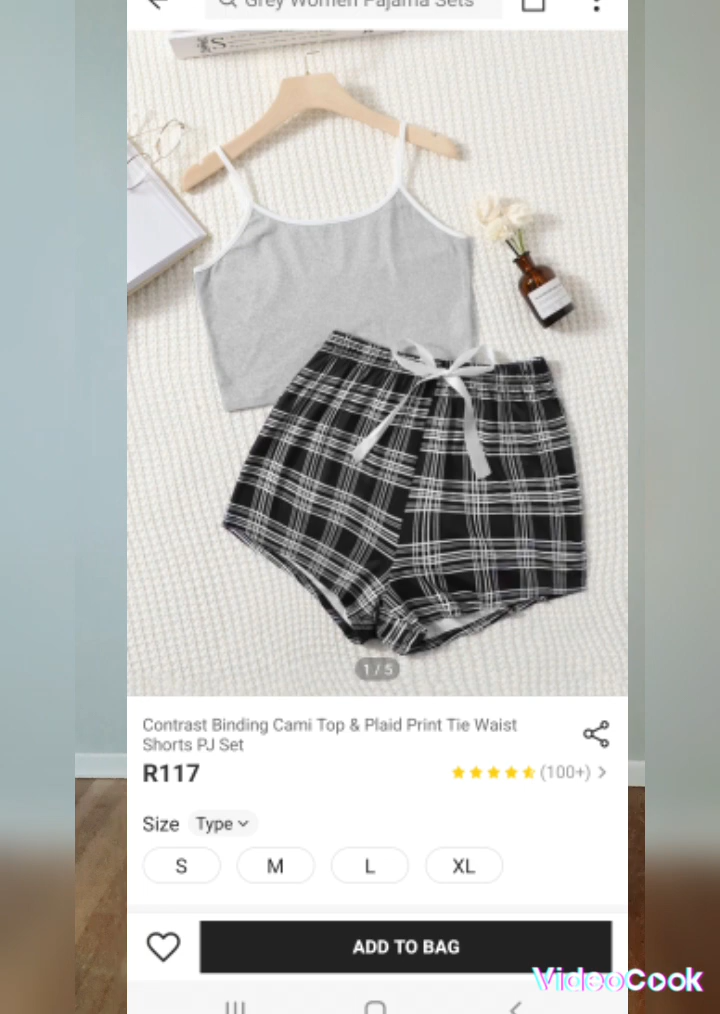 Grey Women Pajama Sets
1/5
Contrast Binding Cami Top & Plaid Print Tie Waist
Shorts PJ Set
R117
(100+)
Size Type
S M L XL
ADD TO BAG
VideoCook